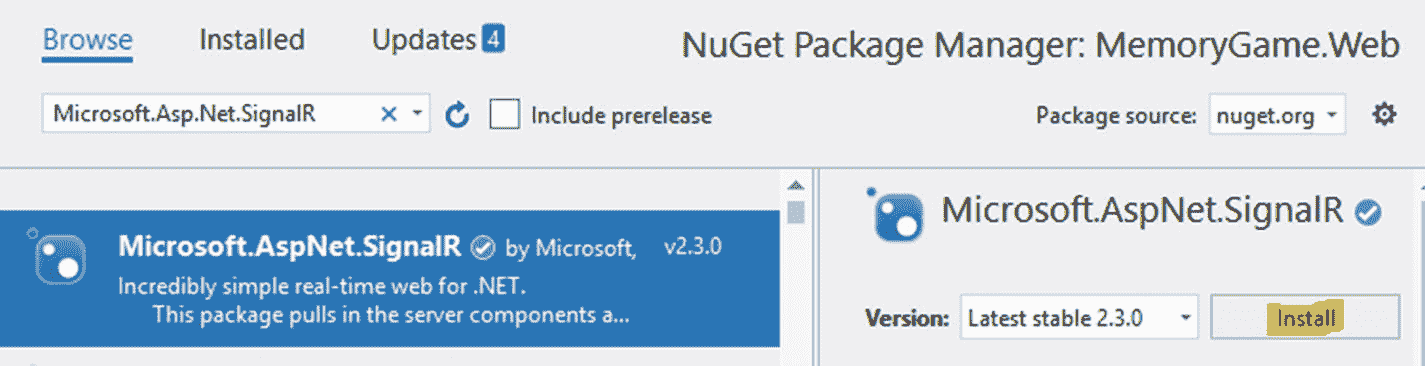 Browse Installed Updates 4
NuGet Package Manager: MemoryGame.Web
Microsoft.Asp.Net.SignalR Include prerelease
Package source: nuget.org
Microsoft.AspNet.SignalR by Microsoft, v2.3.0
Incredibly simple real-time web for .NET.
This package pulls in the server components a...
Microsoft.AspNet.SignalR
Version: Latest stable 2.3.0 Install